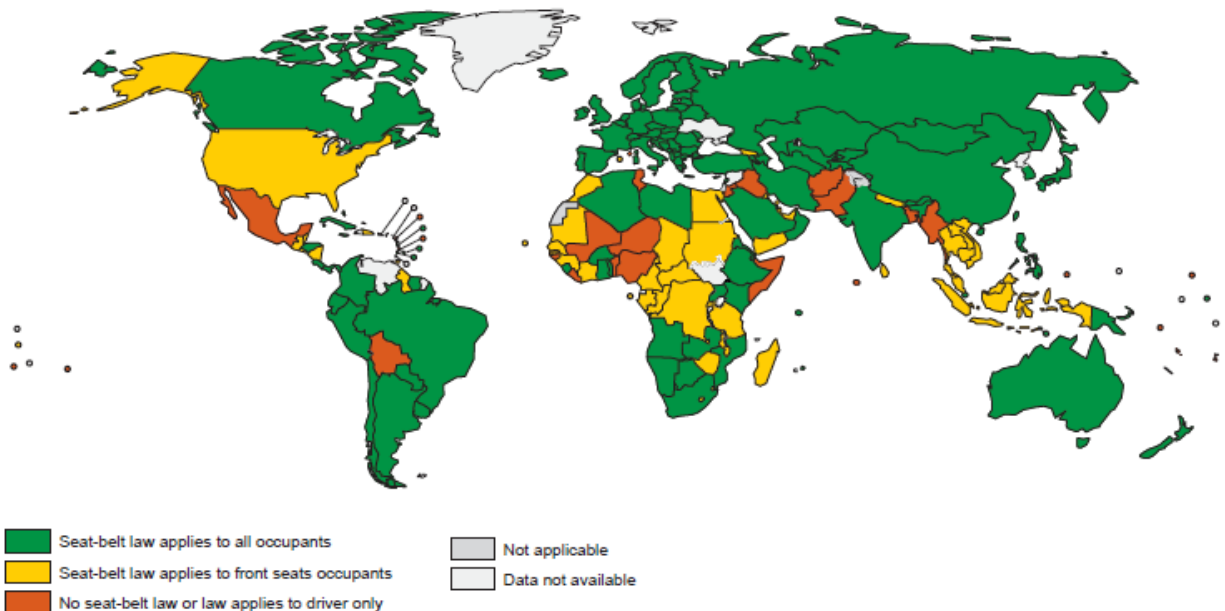 Seat-belt law applies to all occupants
Seat-belt law applies to front seats occupants
No seat-belt law or law applies to driver only
Not applicable
Data not available